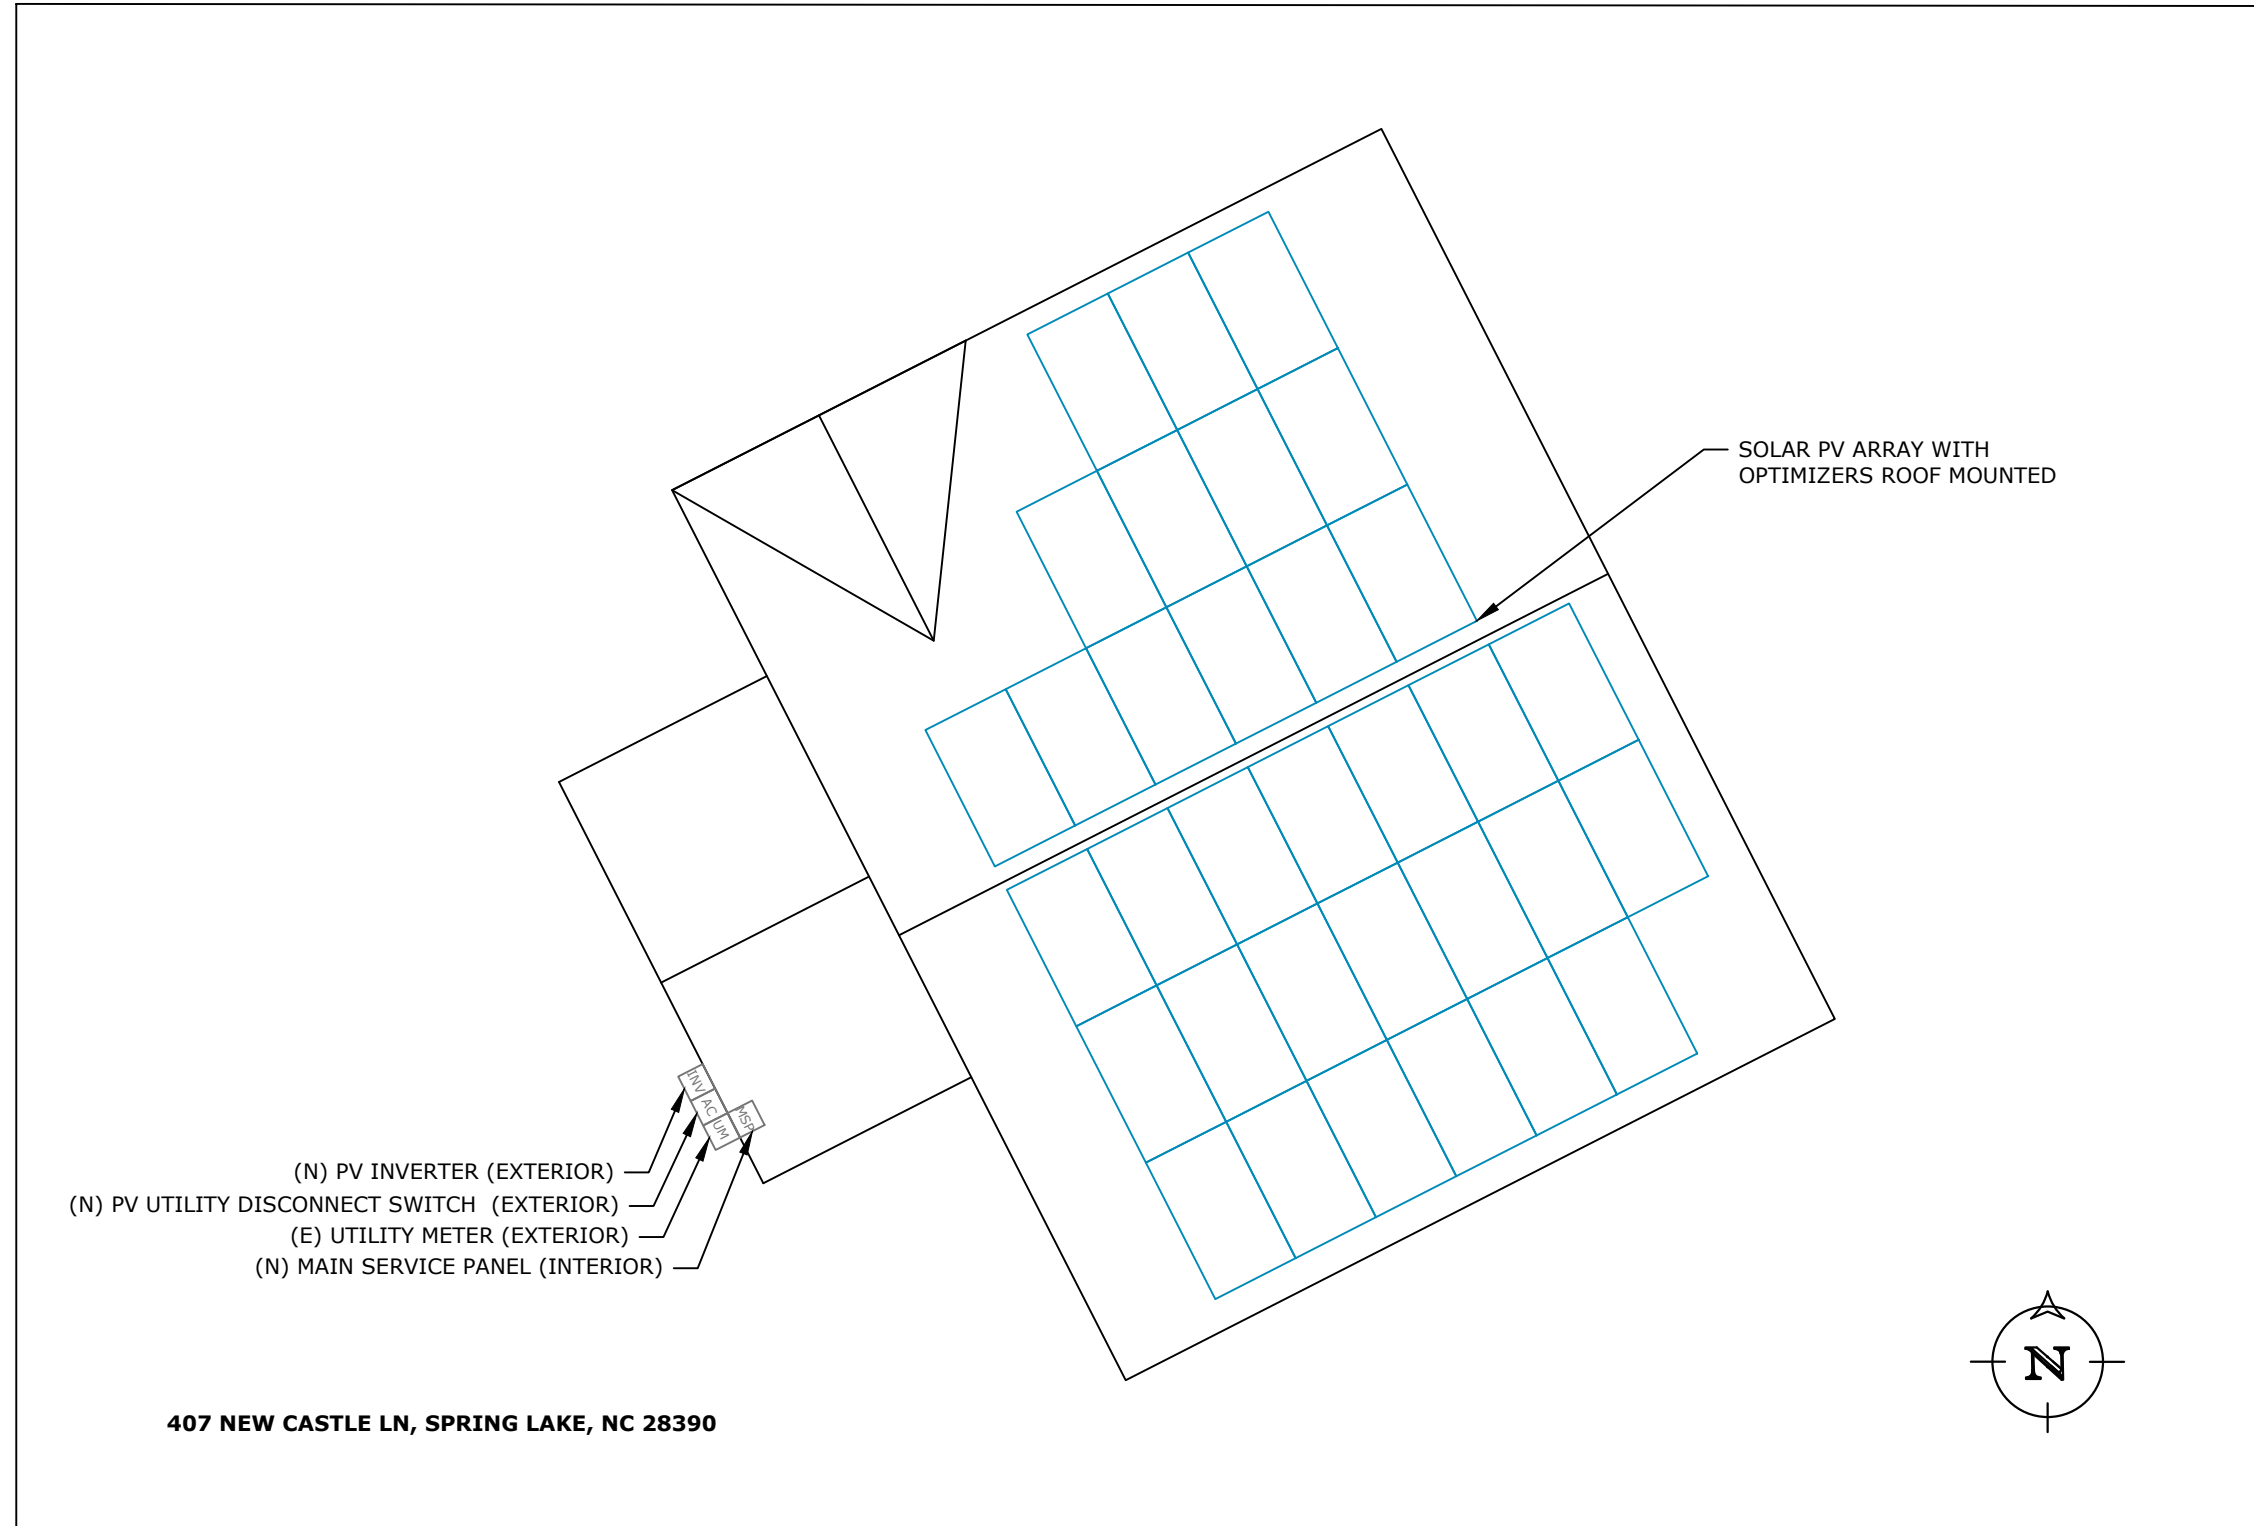 SOLAR PV ARRAY WITH
OPTIMIZERS ROOF MOUNTED
INV
AC
UM
MSP
(N) PV INVERTER (EXTERIOR)
(N) PV UTILITY DISCONNECT SWITCH (EXTERIOR)
(E) UTILITY METER (EXTERIOR)
(N) MAIN SERVICE PANEL (INTERIOR)
N
407 NEW CASTLE LN, SPRING LAKE, NC 28390